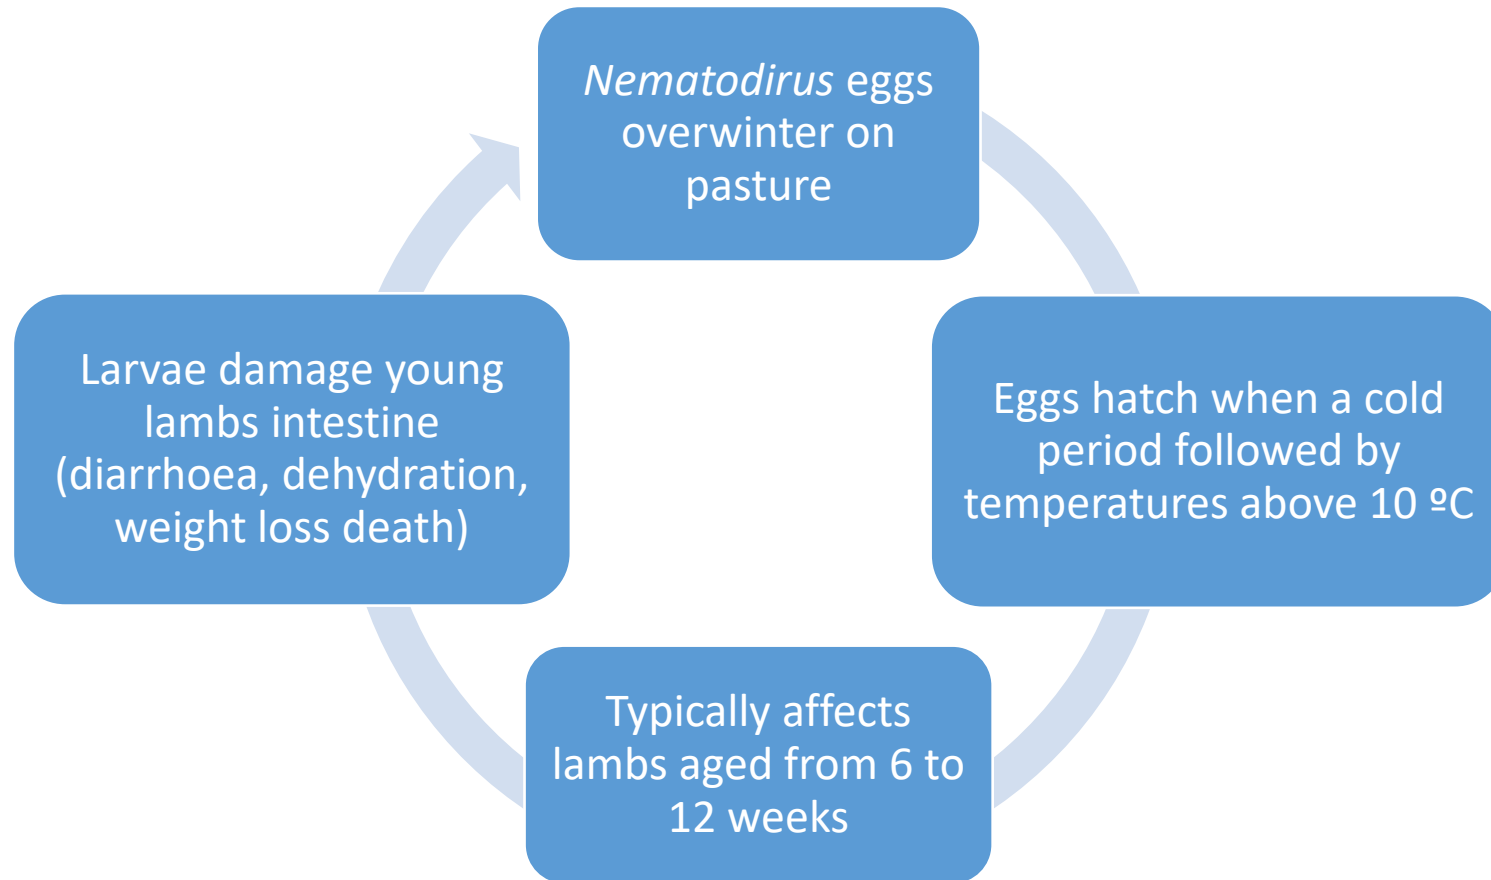 Nematodirus eggs
overwinter on
pasture
Eggs hatch when a cold
period followed by
temperatures above 10 ºC
Typically affects
lambs aged from 6 to
12 weeks
Larvae damage young
lambs intestine
(diarrhoea, dehydration,
weight loss death)